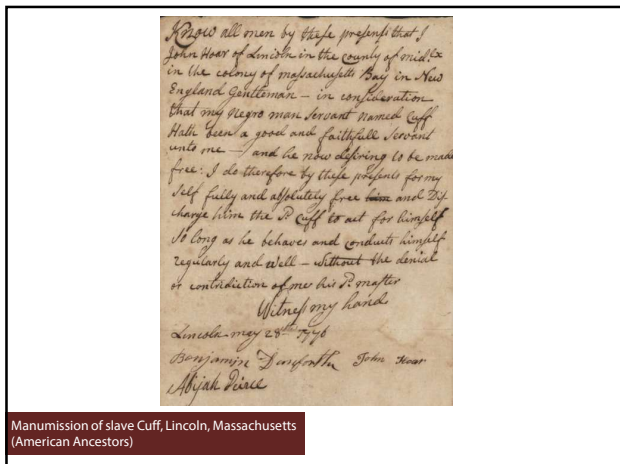 Know all men by these presents that I
John Hoar of Lincoln in the county of mid.lx
in the colony of massachusetts Bay in New
England Gentleman – in consideration
that my Negro man Servant named Cuff
Hath been a good and faithfull Servant
unto me – and he now desiring to be made
free: I do therefore by these presents for my
Self fully and absolutely free him and Dis-
charge him the Sd. Cuff to act for himself
So long as he behaves and conducts himself
regularly and well – without the denial
or contridiction of me his Sd. master
Witness my hand
Lincoln may 28th 1776
Benjamin Danforth John Hoar
Abijah Peirce
Manumission of slave Cuff, Lincoln, Massachusetts
(American Ancestors)